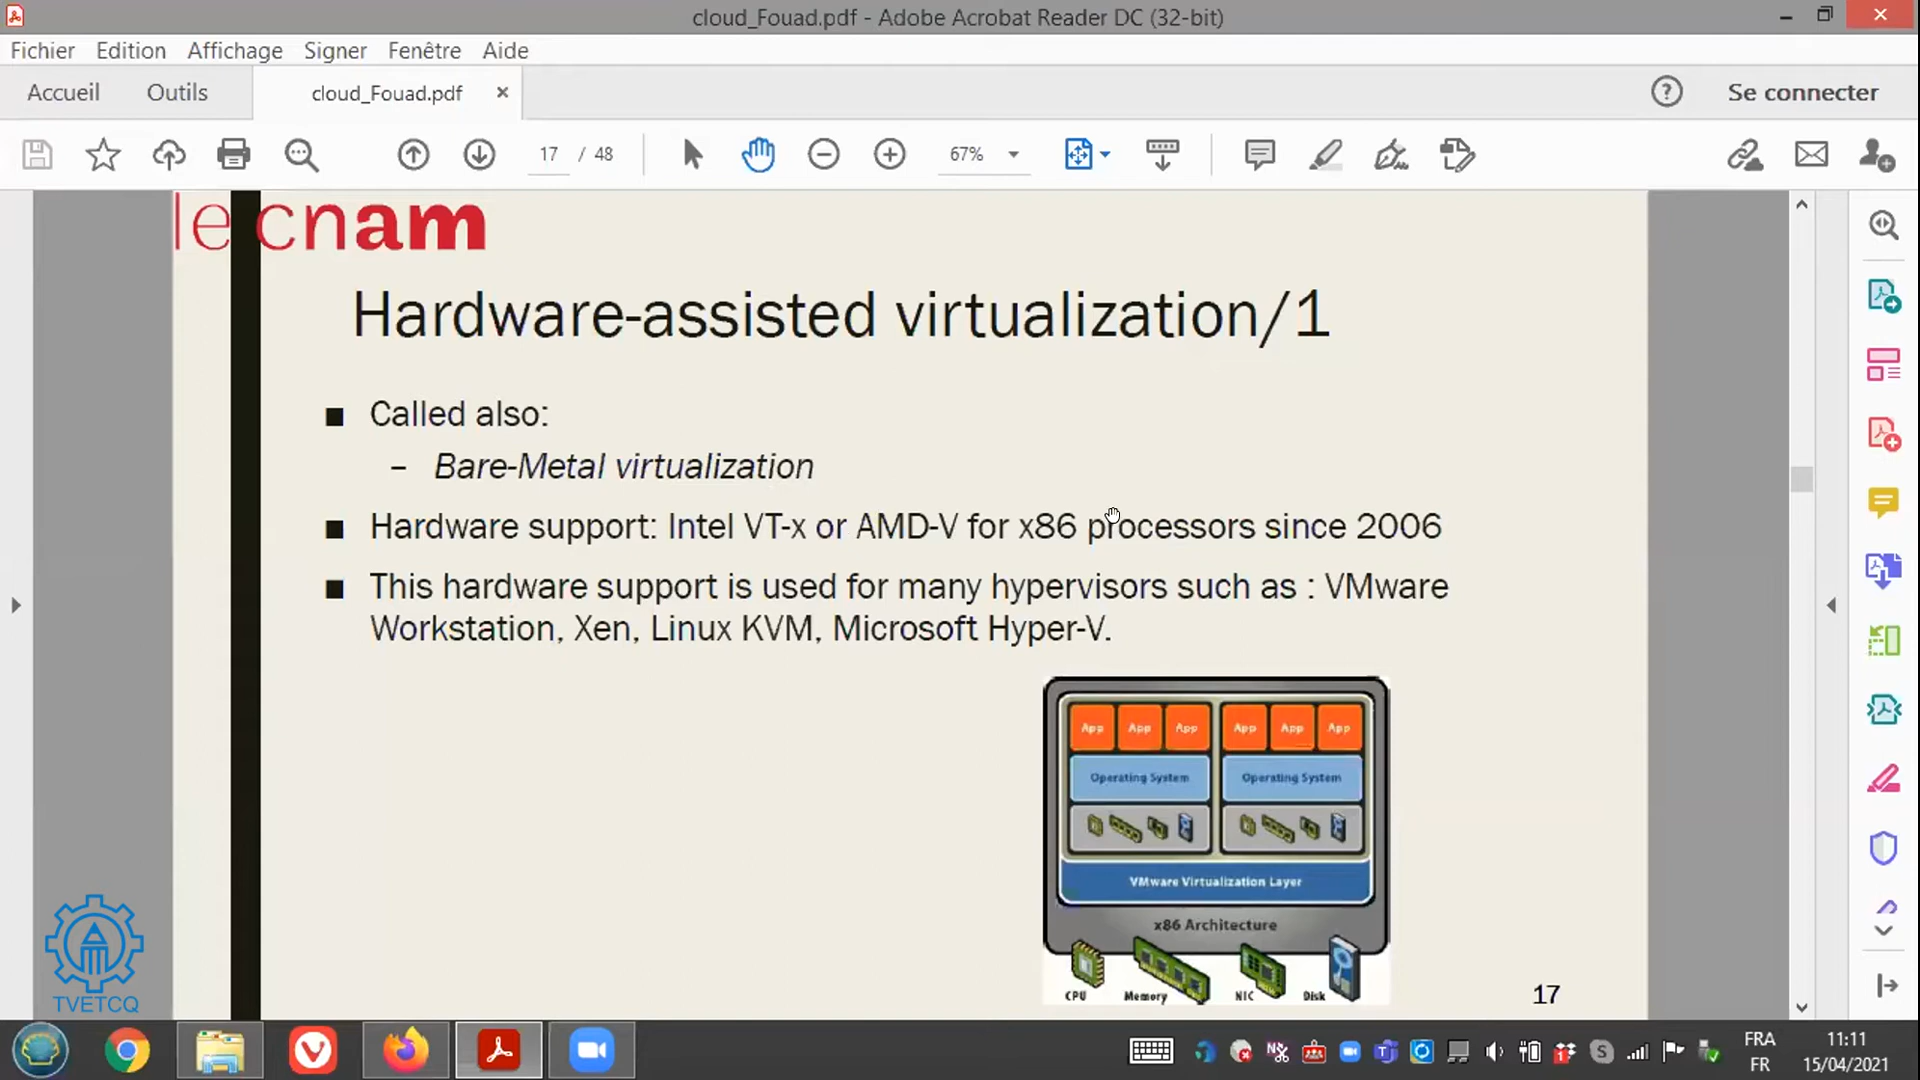 cloud_Fouad.pdf - Adobe Acrobat Reader DC (32-bit)
Fichier Edition Affichage Signer Fenêtre Aide
Accueil Outils cloud_Fouad.pdf × Se connecter
17 / 48 67%
le cnam
Hardware-assisted virtualization/1
■ Called also:
– Bare-Metal virtualization
■ Hardware support: Intel VT-x or AMD-V for x86 processors since 2006
■ This hardware support is used for many hypervisors such as : VMware
Workstation, Xen, Linux KVM, Microsoft Hyper-V.
App App App App App App
Operating System Operating System
VMware Virtualization Layer
x86 Architecture
CPU Memory NIC Disk
17
TVETCQ
FRA 11:11
FR 15/04/2021